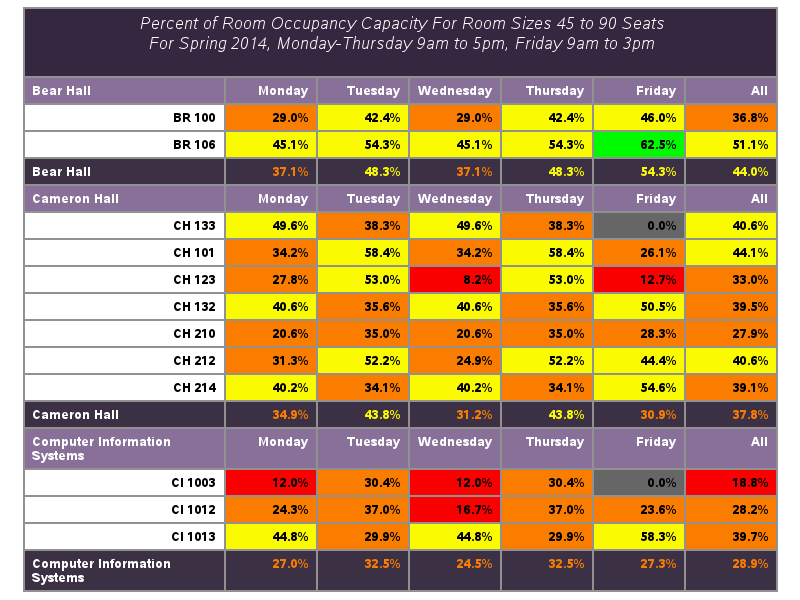 Percent of Room Occupancy Capacity For Room Sizes 45 to 90 Seats
For Spring 2014, Monday-Thursday 9am to 5pm, Friday 9am to 3pm
Bear Hall Monday Tuesday Wednesday Thursday Friday All
BR 100 29.0% 42.4% 29.0% 42.4% 46.0% 36.8%
BR 106 45.1% 54.3% 45.1% 54.3% 62.5% 51.1%
Bear Hall 37.1% 48.3% 37.1% 48.3% 54.3% 44.0%
Cameron Hall Monday Tuesday Wednesday Thursday Friday All
CH 133 49.6% 38.3% 49.6% 38.3% 0.0% 40.6%
CH 101 34.2% 58.4% 34.2% 58.4% 26.1% 44.1%
CH 123 27.8% 53.0% 8.2% 53.0% 12.7% 33.0%
CH 132 40.6% 35.6% 40.6% 35.6% 50.5% 39.5%
CH 210 20.6% 35.0% 20.6% 35.0% 28.3% 27.9%
CH 212 31.3% 52.2% 24.9% 52.2% 44.4% 40.6%
CH 214 40.2% 34.1% 40.2% 34.1% 54.6% 39.1%
Cameron Hall 34.9% 43.8% 31.2% 43.8% 30.9% 37.8%
Computer Information Monday Tuesday Wednesday Thursday Friday All
Systems
CI 1003 12.0% 30.4% 12.0% 30.4% 0.0% 18.8%
CI 1012 24.3% 37.0% 16.7% 37.0% 23.6% 28.2%
CI 1013 44.8% 29.9% 44.8% 29.9% 58.3% 39.7%
Computer Information 27.0% 32.5% 24.5% 32.5% 27.3% 28.9%
Systems